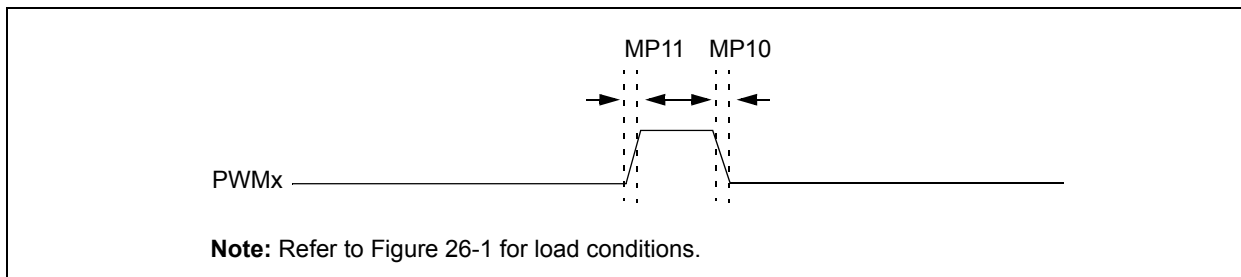 MP11 MP10
PWMx
Note: Refer to Figure 26-1 for load conditions.